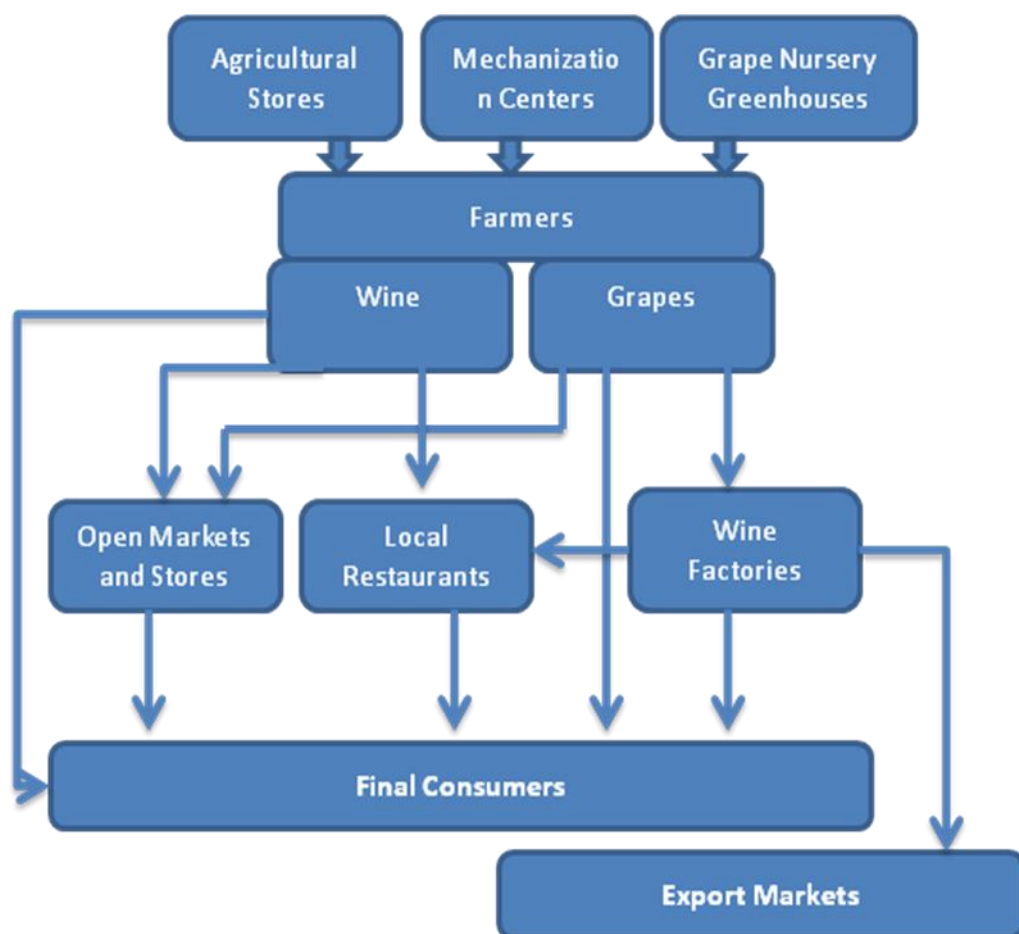 Agricultural
Stores
Mechanizatio
n Centers
Grape Nursery
Greenhouses
Farmers
Wine
Grapes
Open Markets
and Stores
Local
Restaurants
Wine
Factories
Final Consumers
Export Markets